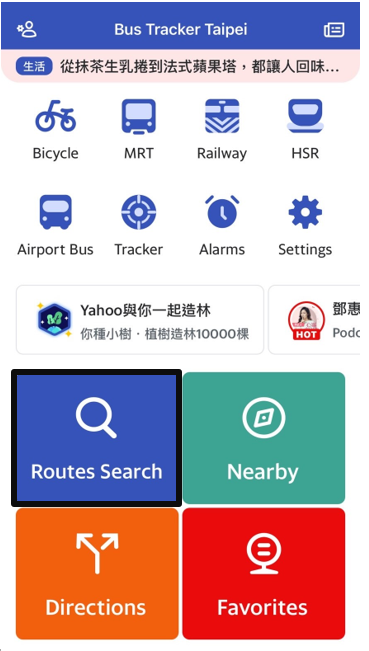 Bus Tracker Taipei
生活 從抹茶生乳捲到法式蘋果塔，都讓人回味...
Bicycle MRT Railway HSR
Airport Bus Tracker Alarms Settings
Yahoo與你一起造林
你種小樹．植樹造林10000棵
HOT
鄧惠
Podc
Routes Search
Nearby
Directions
Favorites